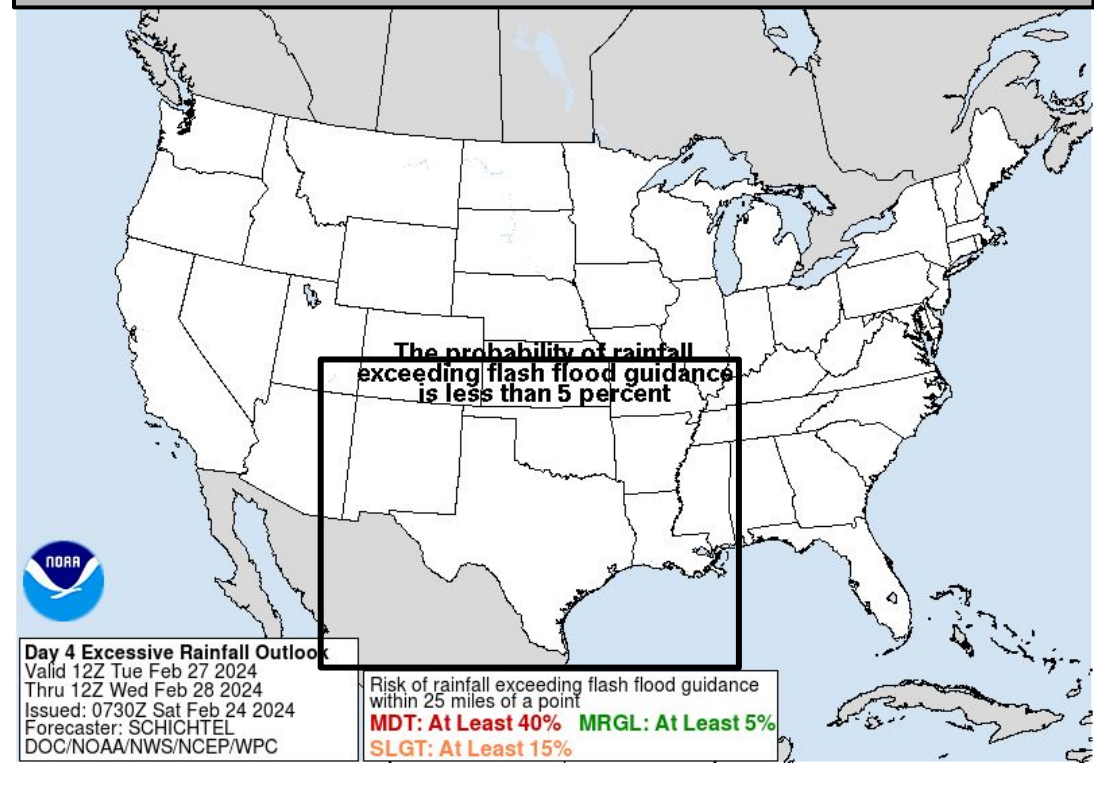 The probability of rainfall
exceeding flash flood guidance
is less than 5 percent
NOAA
Day 4 Excessive Rainfall Outlook
Valid 12Z Tue Feb 27 2024
Thru 12Z Wed Feb 28 2024
Issued: 0730Z Sat Feb 24 2024
Forecaster: SCHICHTEL
DOC/NOAA/NWS/NCEP/WPC
Risk of rainfall exceeding flash flood guidance
within 25 miles of a point
MDT: At Least 40% MRGL: At Least 5%
SLGT: At Least 15%